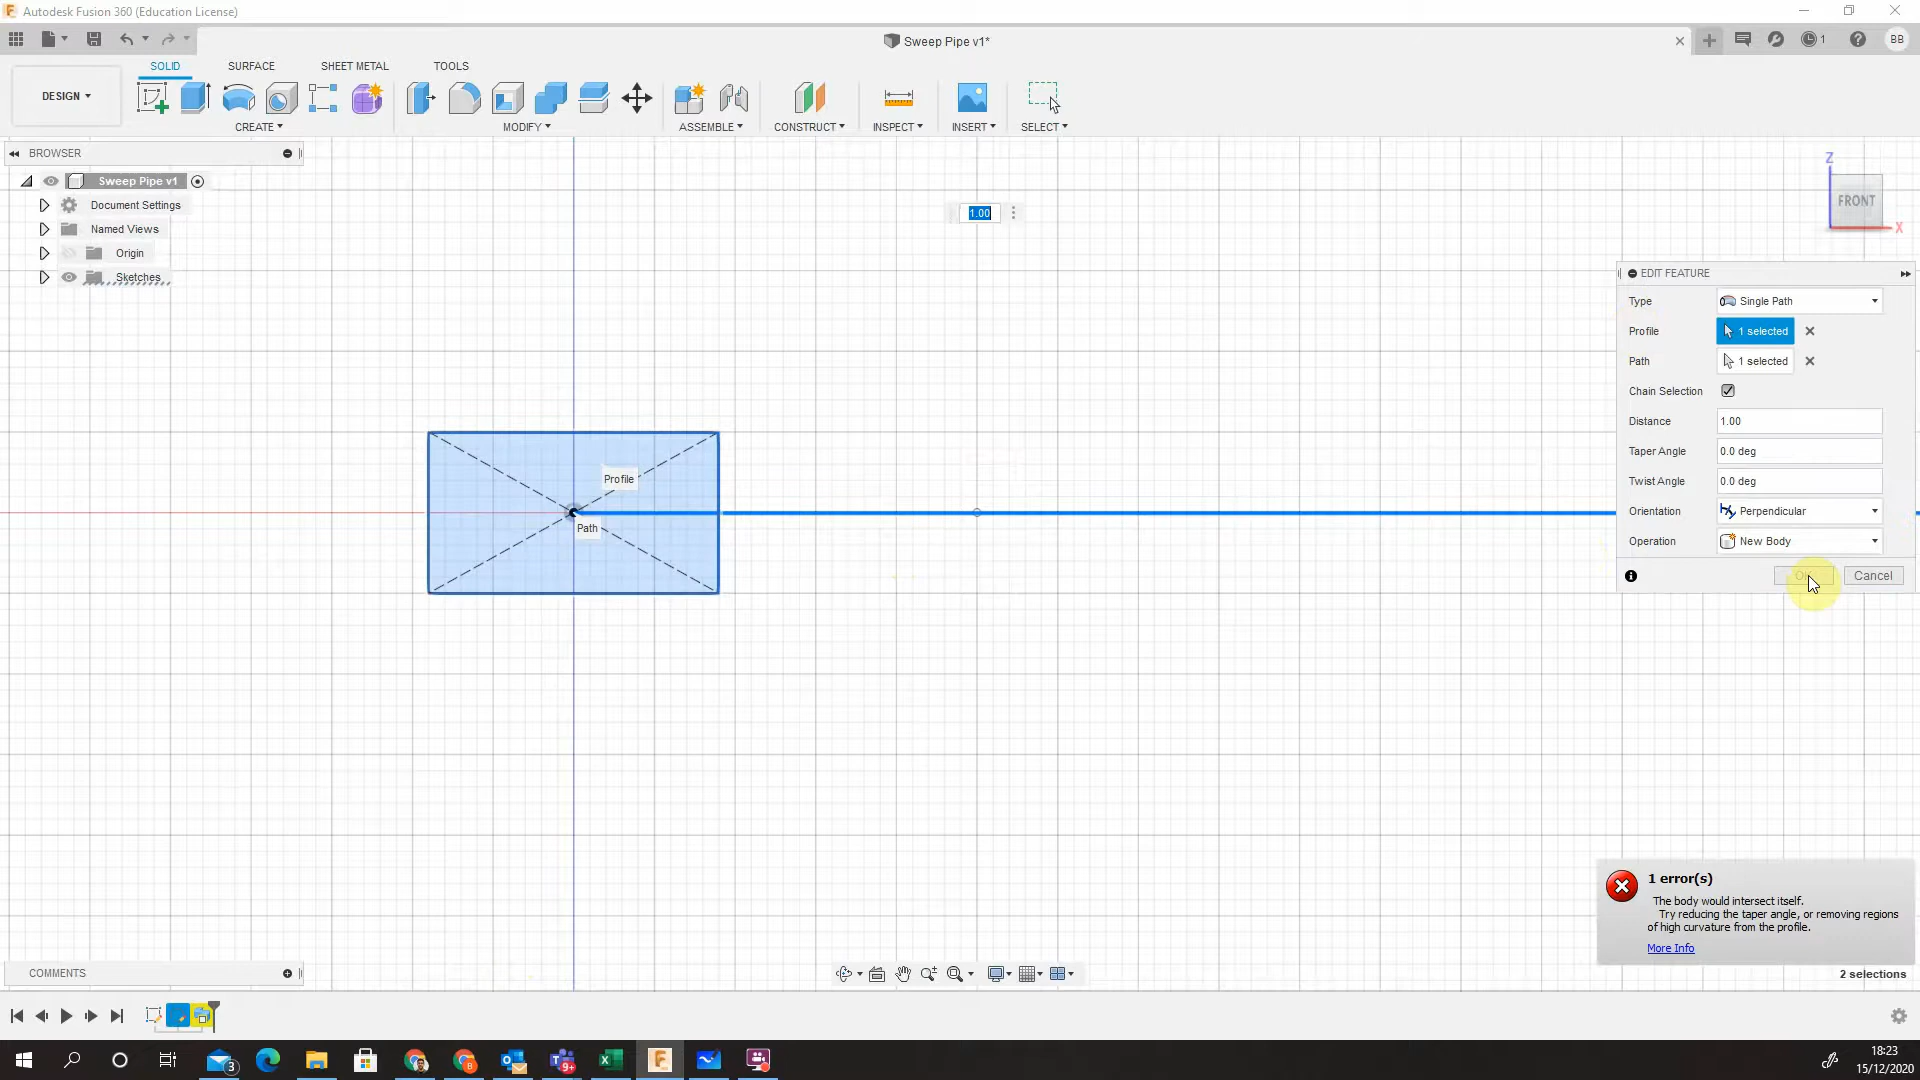 Autodesk Fusion 360 (Education License)
Sweep Pipe v1*
1
BB
SOLID
SURFACE
SHEET METAL
TOOLS
DESIGN
CREATE
MODIFY
ASSEMBLE
CONSTRUCT
INSPECT
INSERT
SELECT
BROWSER
Sweep Pipe v1
Document Settings
Named Views
Origin
Sketches
1.00
Z
FRONT
X
EDIT FEATURE
Type Single Path
Profile 1 selected
Path 1 selected
Chain Selection
Distance 1.00
Taper Angle 0.0 deg
Twist Angle 0.0 deg
Orientation Perpendicular
Operation New Body
Cancel
Profile
Path
1 error(s)
The body would intersect itself.
Try reducing the taper angle, or removing regions
of high curvature from the profile.
More Info
COMMENTS
2 selections
3
9+
18:23
15/12/2020